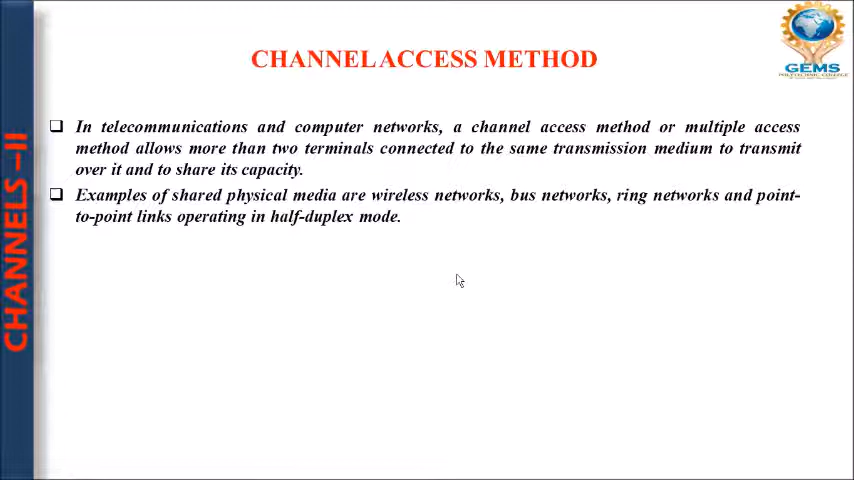 CHANNEL ACCESS METHOD
GEMS
POLYTECHNIC COLLEGE
In telecommunications and computer networks, a channel access method or multiple access
method allows more than two terminals connected to the same transmission medium to transmit
over it and to share its capacity.
Examples of shared physical media are wireless networks, bus networks, ring networks and point-
to-point links operating in half-duplex mode.
CHANNELS –II